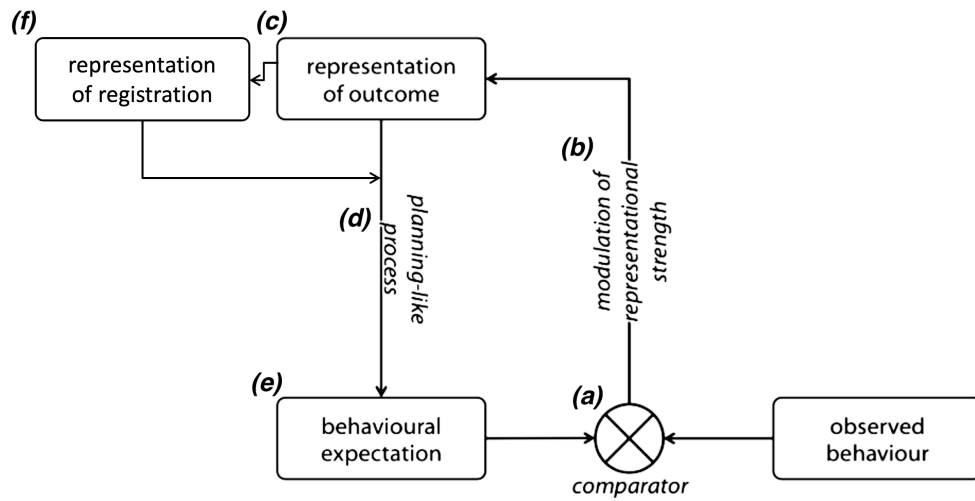 (f)
representation
of registration
(c)
representation
of outcome
(b)
modulation of
representational
strength
(d)
planning-like
process
(e)
behavioural
expectation
(a)
comparator
observed
behaviour